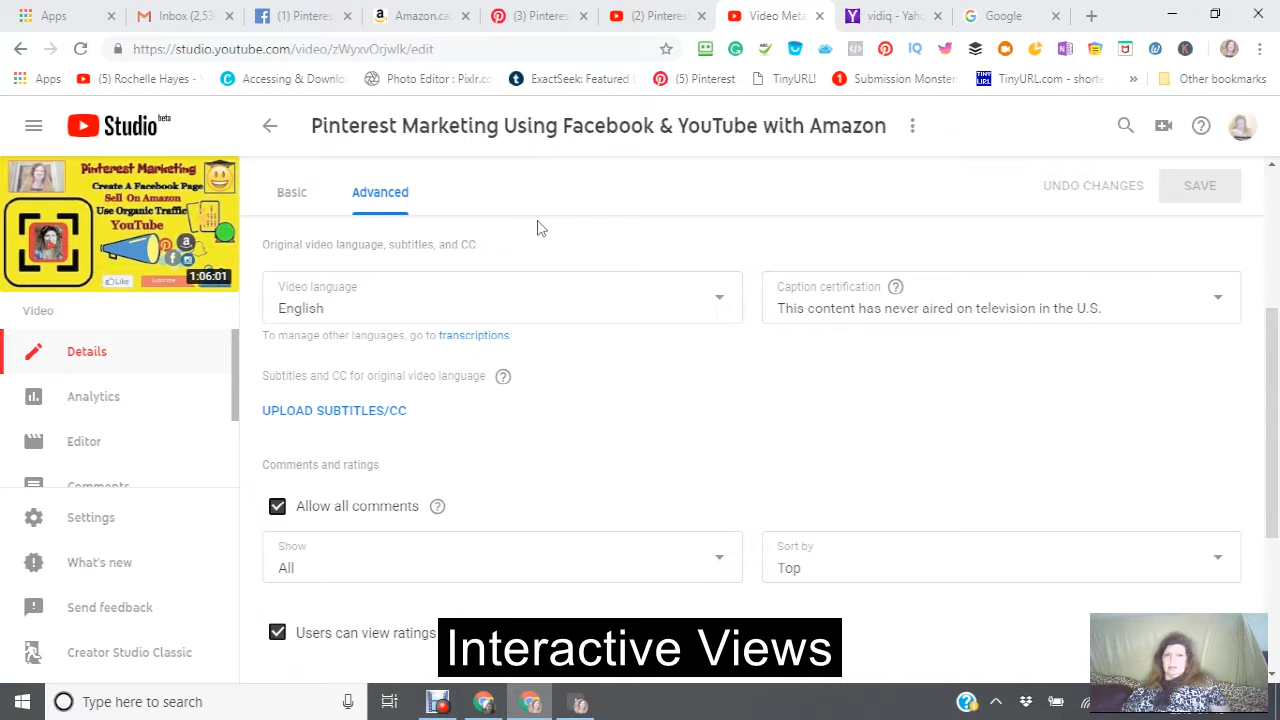 Apps
Inbox (2,53
(1) Pinteres
Amazon.ca
(3) Pinteres
(2) Pinteres
Video Meta
vidiq - Yaho
Google
https://studio.youtube.com/video/zWyxvOrjwlk/edit
Apps
(5) Rochelle Hayes -
Accessing & Downlo
Photo Editor : Pixlr.co
ExactSeek: Featured
(5) Pinterest
TinyURL!
Submission Monster
TinyURL.com - shorte
Other bookmarks
Studio beta
Pinterest Marketing Using Facebook & YouTube with Amazon
Pinterest Marketing
Create A Facebook Page
Sell On Amazon
Use Organic Traffic
YouTube
Like
Subscribe
1:06:01
Basic
Advanced
UNDO CHANGES
SAVE
Original video language, subtitles, and CC
Video language
English
Caption certification
This content has never aired on television in the U.S.
To manage other languages, go to transcriptions
Subtitles and CC for original video language
UPLOAD SUBTITLES/CC
Comments and ratings
Allow all comments
Show
All
Sort by
Top
Users can view ratings
Video
Details
Analytics
Editor
Comments
Settings
What's new
Send feedback
Creator Studio Classic
Interactive Views
Type here to search